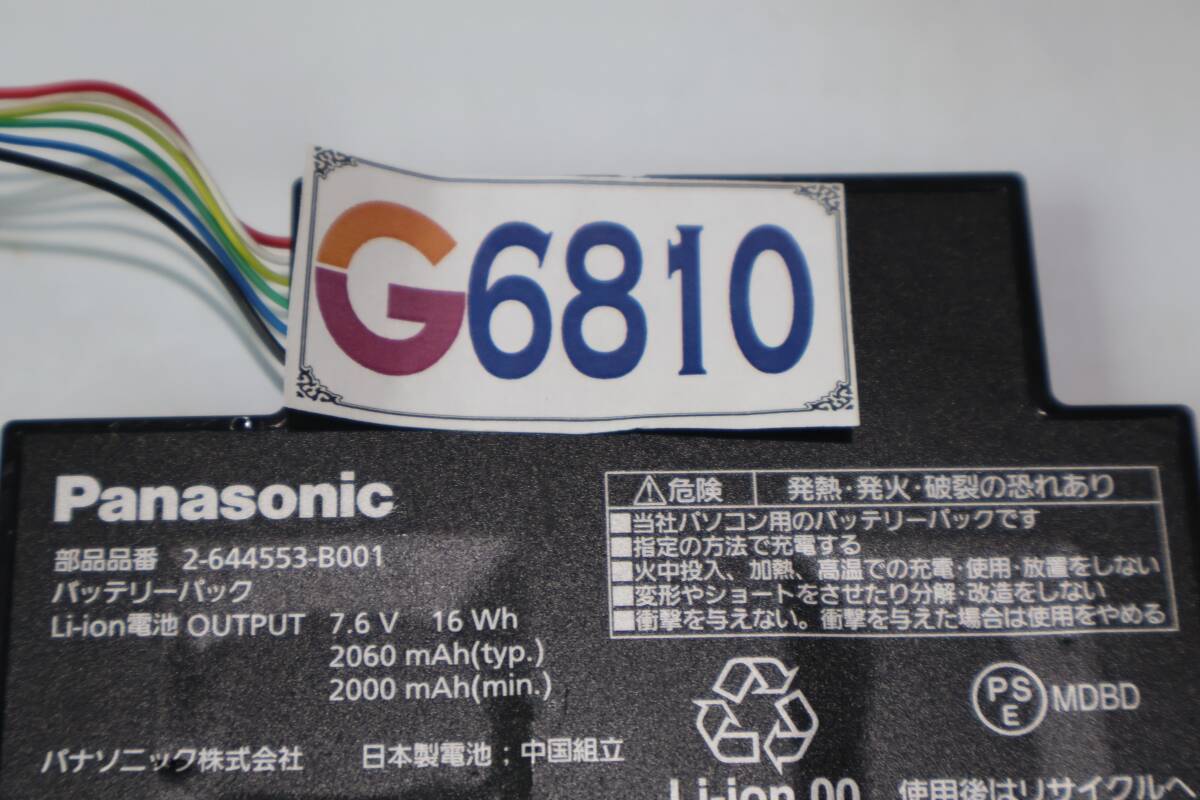 G6810
Panasonic
部品品番 2-644553-B001
バッテリーパック
Li-ion電池 OUTPUT 7.6 V 16 Wh
2060 mAh(typ.)
2000 mAh(min.)
パナソニック株式会社 日本製電池；中国組立
⚠危険 発熱・発火・破裂の恐れあり
■当社パソコン用のバッテリーパックです
■指定の方法で充電する
■火中投入、加熱、高温での充電・使用・放置をしない
■変形やショートをさせたり分解・改造をしない
■衝撃を与えない。衝撃を与えた場合は使用をやめる
PS
E MDBD
Li-ion 00 使用後はリサイクルへ